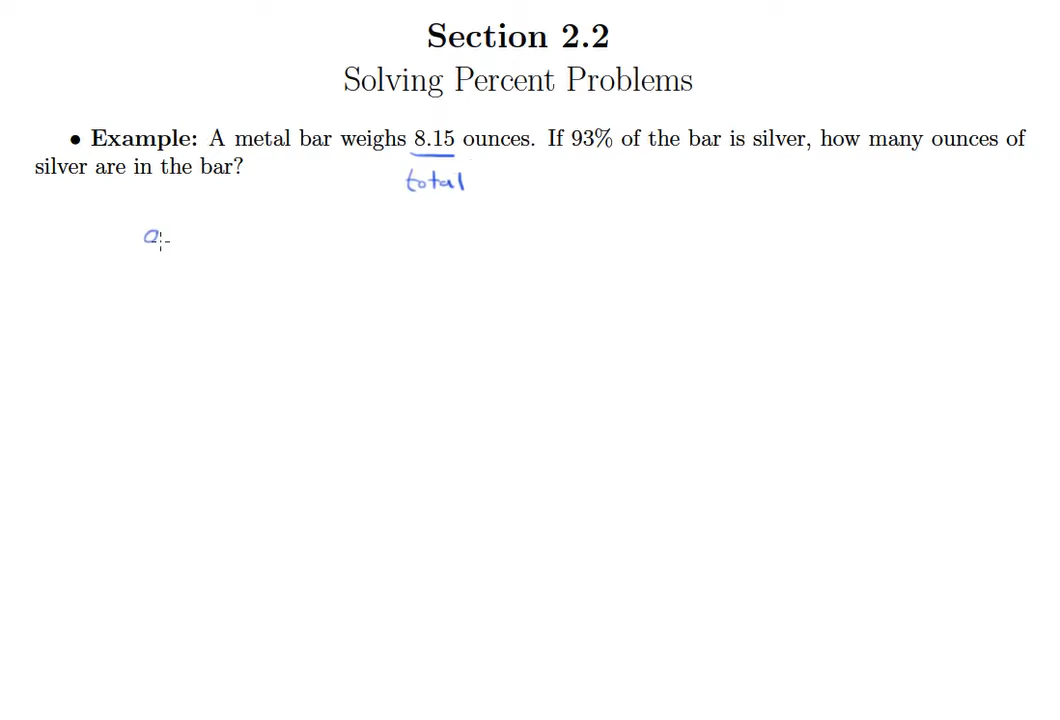 Section 2.2
Solving Percent Problems
• Example: A metal bar weighs 8.15 ounces. If 93% of the bar is silver, how many ounces of
silver are in the bar?
total
a